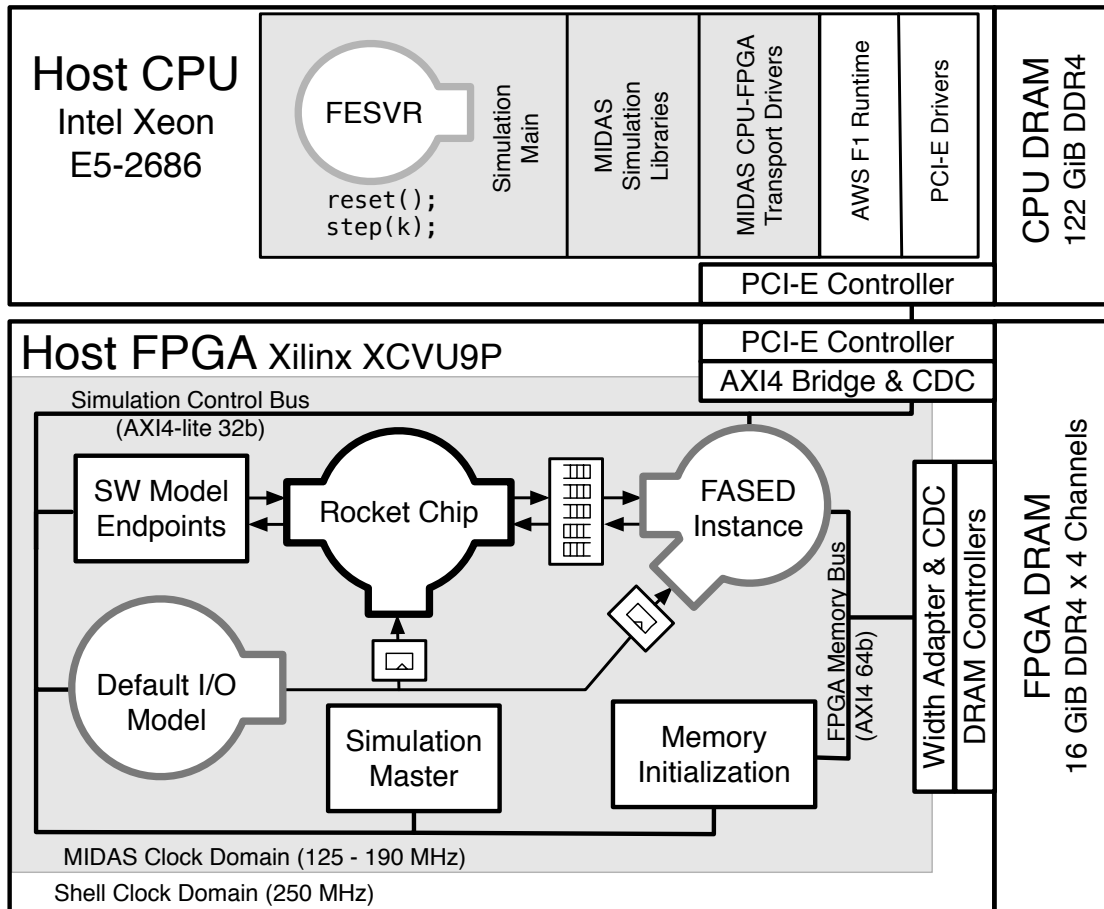 Host CPU
Intel Xeon
E5-2686
FESVR
reset();
step(k);
Simulation
Main
MIDAS
Simulation
Libraries
MIDAS CPU-FPGA
Transport Drivers
AWS F1 Runtime
PCI-E Drivers
PCI-E Controller
CPU DRAM
122 GiB DDR4
Host FPGA Xilinx XCVU9P
PCI-E Controller
AXI4 Bridge & CDC
Simulation Control Bus
(AXI4-lite 32b)
SW Model
Endpoints
Rocket Chip
FASED
Instance
Default I/O
Model
Simulation
Master
Memory
Initialization
FPGA Memory Bus
(AXI4 64b)
Width Adapter & CDC
DRAM Controllers
FPGA DRAM
16 GiB DDR4 x 4 Channels
MIDAS Clock Domain (125 - 190 MHz)
Shell Clock Domain (250 MHz)